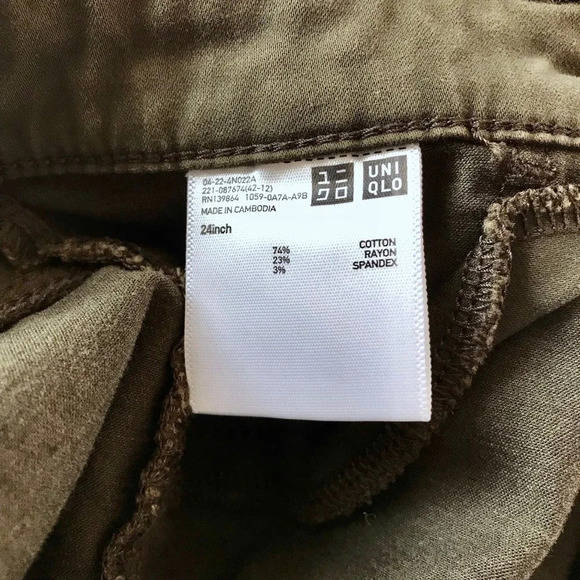 04-22-4N022A
221-087674(42-12)
RN139864 1059-0A7A-A9B
MADE IN CAMBODIA
ユニ
クロ
UNI
QLO
24inch
74% COTTON
23% RAYON
3% SPANDEX